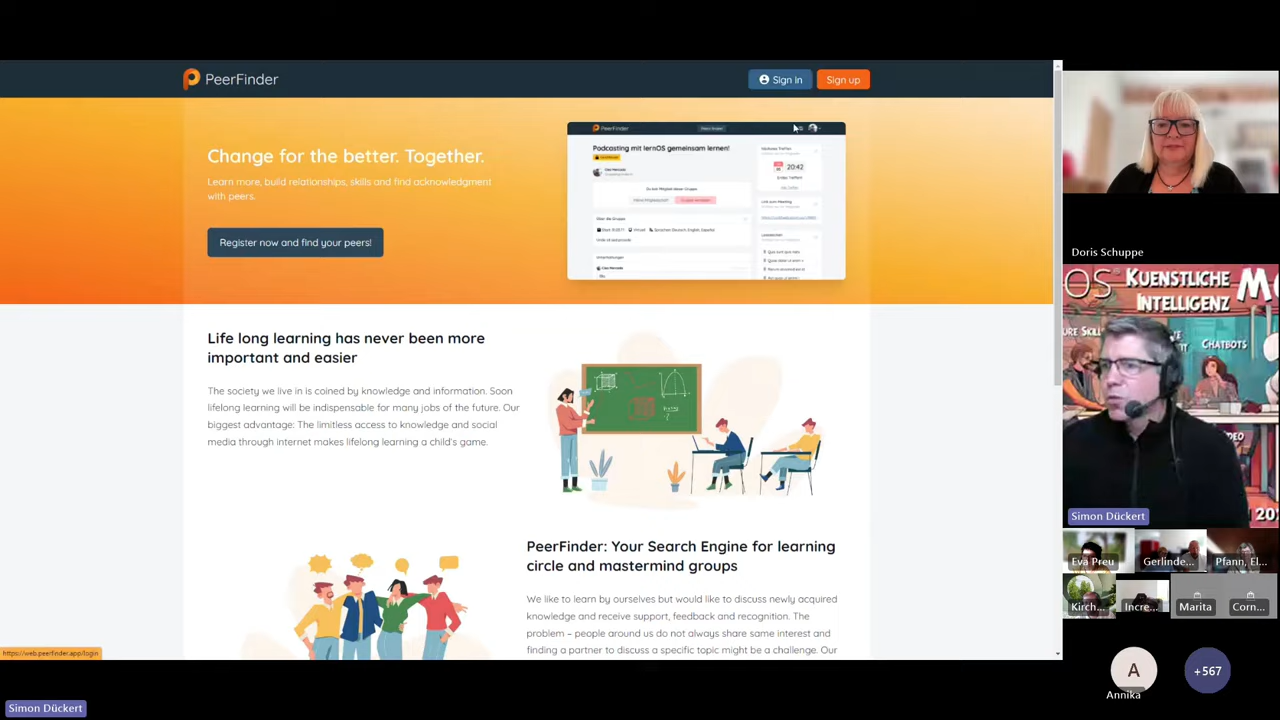 PeerFinder
Sign in
Sign up
Change for the better. Together.
Learn more, build relationships, skills and find acknowledgment
with peers.
Register now and find your peers!
PeerFinder
Podcasting mit lernOS gemeinsam lernen!
20:42
Life long learning has never been more
important and easier
The society we live in is coined by knowledge and information. Soon
lifelong learning will be indispensable for many jobs of the future. Our
biggest advantage: The limitless access to knowledge and social
media through internet makes lifelong learning a child's game.
PeerFinder: Your Search Engine for learning
circle and mastermind groups
We like to learn by ourselves but would like to discuss newly acquired
knowledge and receive support, feedback and recognition. The
problem – people around us do not always share same interest and
finding a partner to discuss a specific topic might be a challenge. Our
https://web.peerfinder.app/login
Simon Dückert
Doris Schuppe
OS KUENSTLICHE
INTELLIGENZ
CHATBOTS
Simon Dückert
Eva Preu
Gerlinde...
Pfann, El...
Kirch...
Incre...
Marita
Corn...
A
Annika
+567